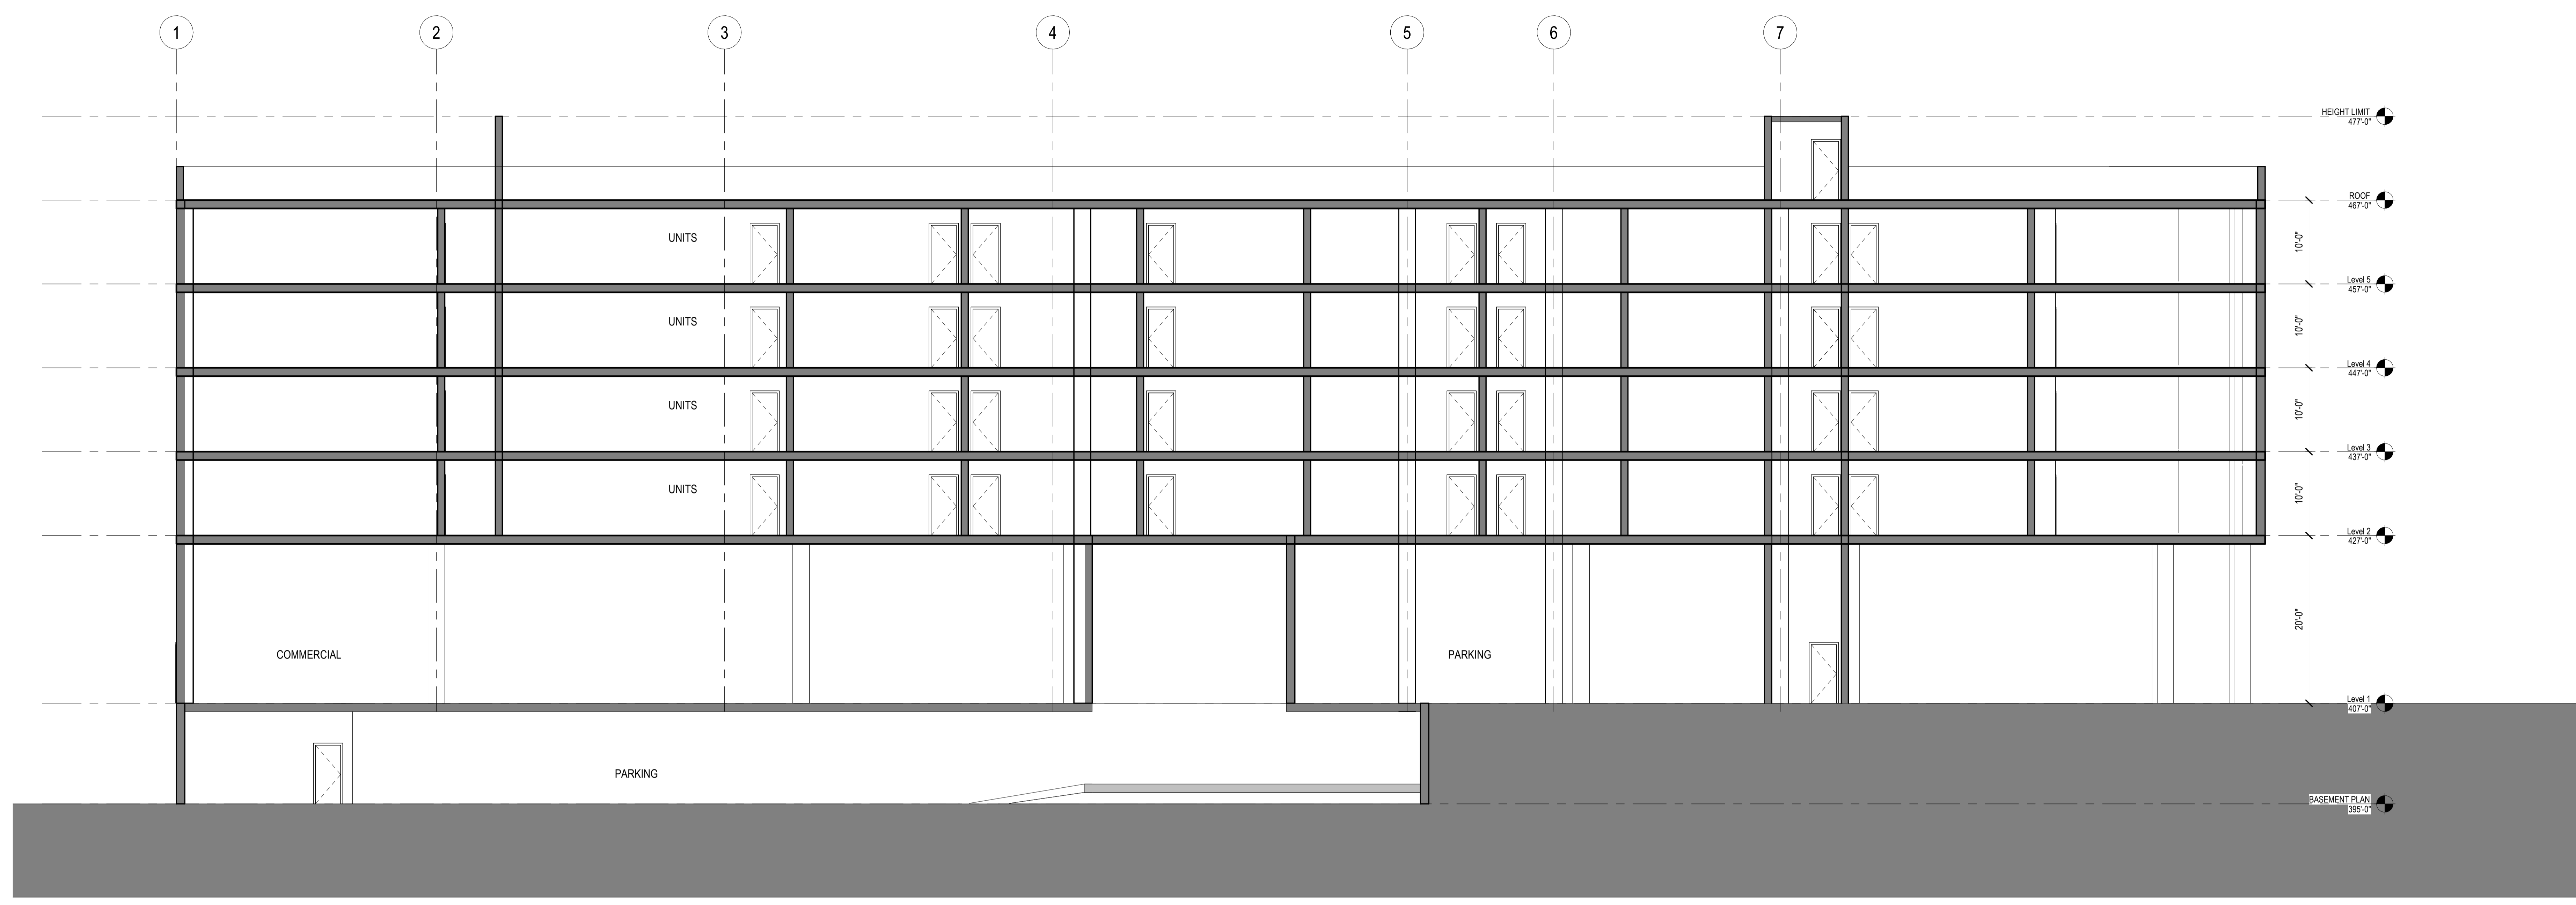 1
2
3
4
5
6
7
HEIGHT LIMIT
477'-0"
ROOF
467'-0"
UNITS
10'-0"
Level 5
457'-0"
UNITS
10'-0"
Level 4
447'-0"
UNITS
10'-0"
Level 3
437'-0"
UNITS
10'-0"
Level 2
427'-0"
20'-0"
COMMERCIAL
PARKING
Level 1
407'-0"
PARKING
BASEMENT PLAN
395'-0"